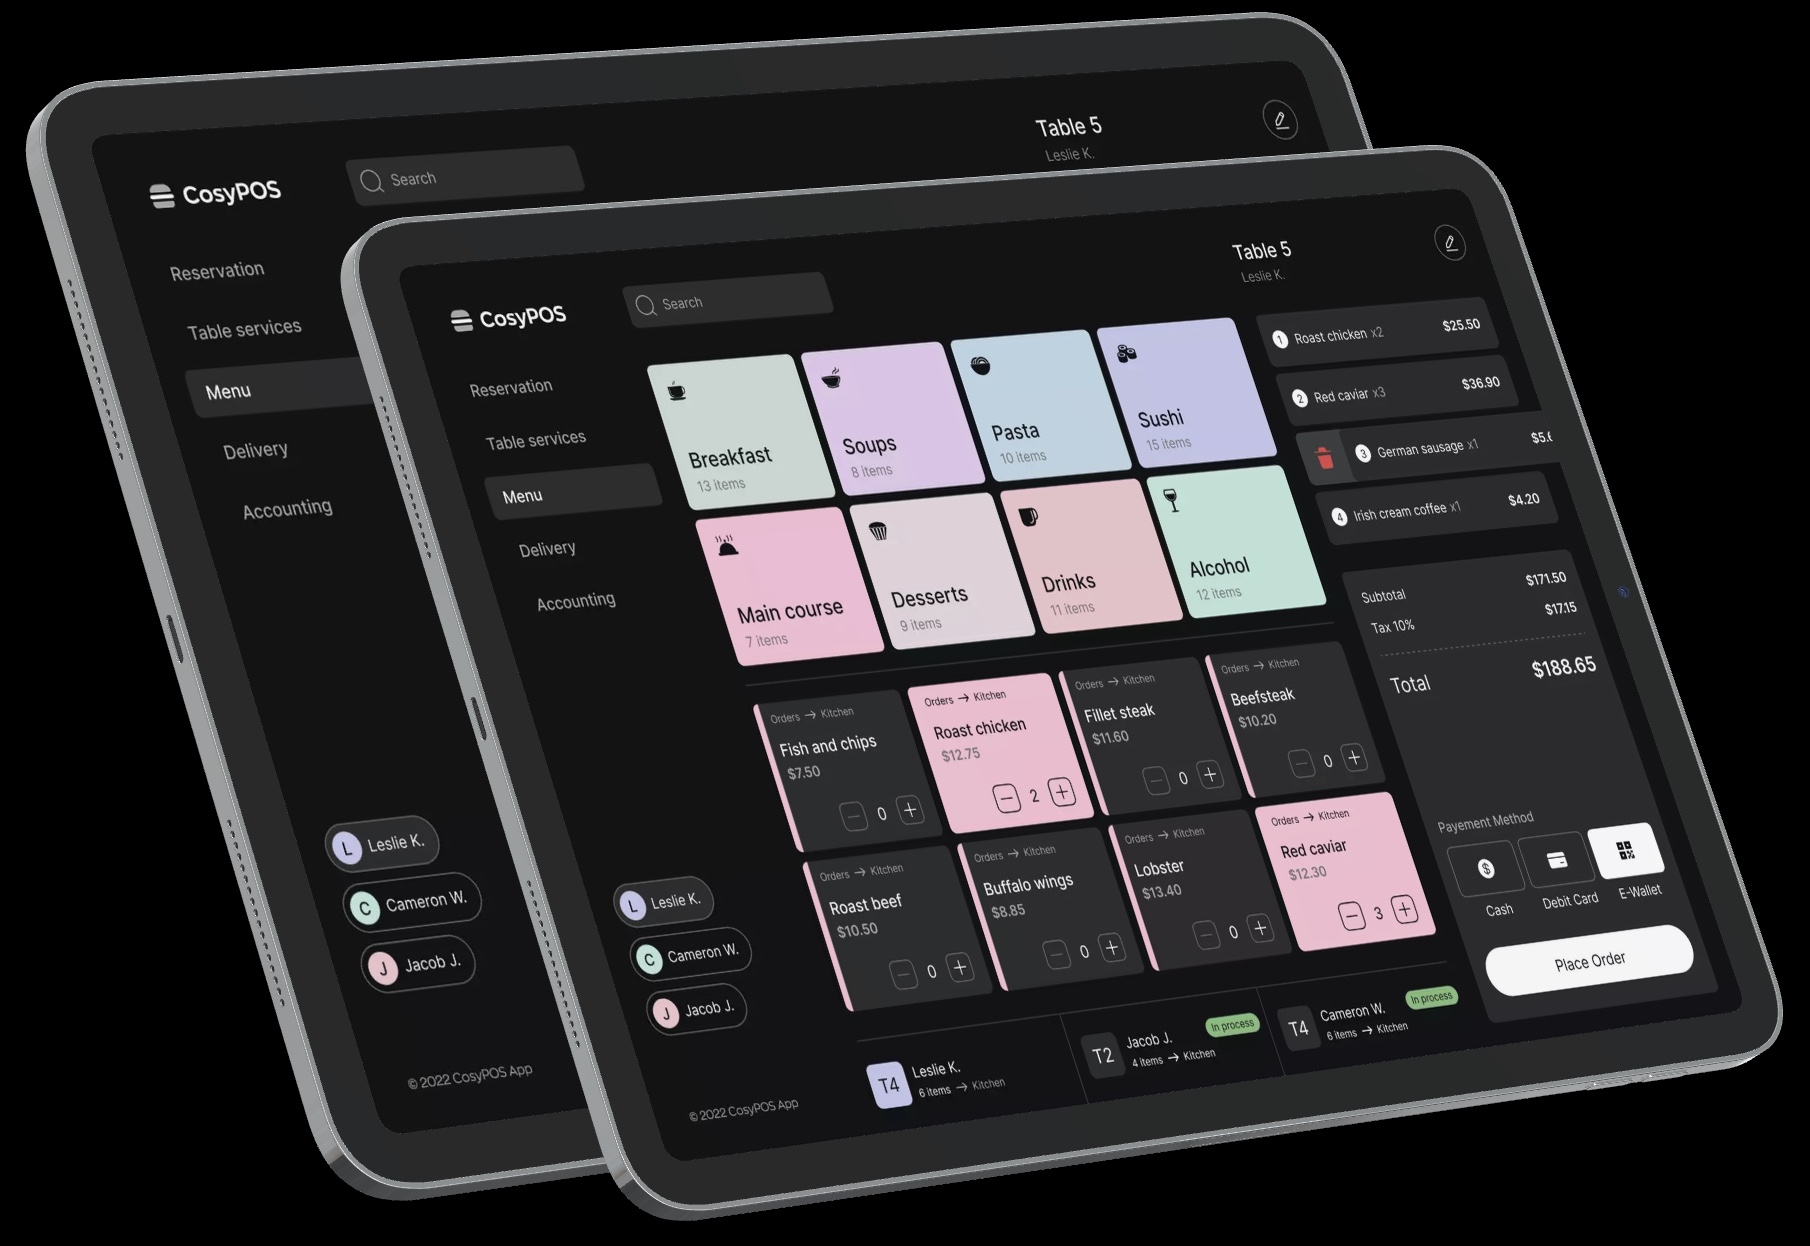 CosyPOS
Search
Table 5
Leslie K.
Reservation
Table services
Menu
Delivery
Accounting
L Leslie K.
C Cameron W.
J Jacob J.
© 2022 CosyPOS App
CosyPOS
Search
Table 5
Leslie K.
Reservation
Table services
Menu
Delivery
Accounting
L Leslie K.
C Cameron W.
J Jacob J.
© 2022 CosyPOS App
Breakfast
13 items
Soups
8 items
Pasta
10 items
Sushi
15 items
Main course
7 items
Desserts
9 items
Drinks
11 items
Alcohol
12 items
Orders → Kitchen
Fish and chips
$7.50
0
Orders → Kitchen
Roast chicken
$12.75
2
Orders → Kitchen
Fillet steak
$11.60
0
Orders → Kitchen
Beefsteak
$10.20
0
Orders → Kitchen
Roast beef
$10.50
0
Orders → Kitchen
Buffalo wings
$8.85
0
Orders → Kitchen
Lobster
$13.40
0
Orders → Kitchen
Red caviar
$12.30
3
T4 Leslie K.
6 items → Kitchen
T2 Jacob J. In process
4 items → Kitchen
T4 Cameron W. In process
6 items → Kitchen
1 Roast chicken x2 $25.50
2 Red caviar x3 $36.90
3 German sausage x1
4 Irish cream coffee x1 $4.20
Subtotal $171.50
Tax 10% $17.15
Total $188.65
Payement Method
Cash
Debit Card
E-Wallet
Place Order